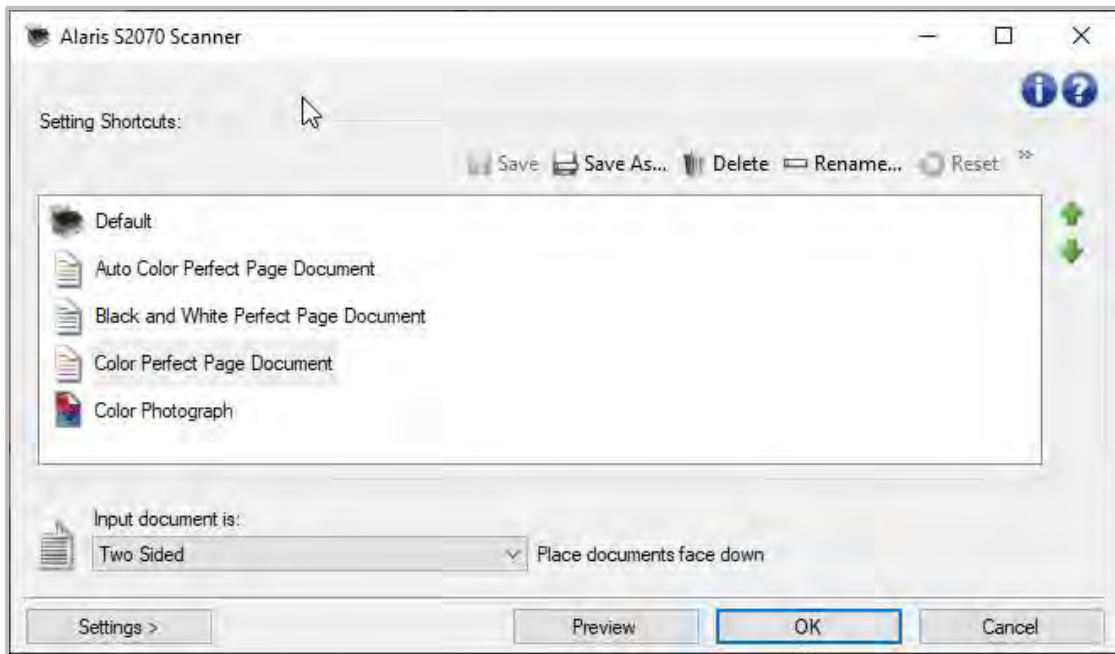 Alaris S2070 Scanner
Setting Shortcuts:
Save Save As... Delete Rename... Reset »
Default
Auto Color Perfect Page Document
Black and White Perfect Page Document
Color Perfect Page Document
Color Photograph
Input document is:
Two Sided Place documents face down
Settings > Preview OK Cancel